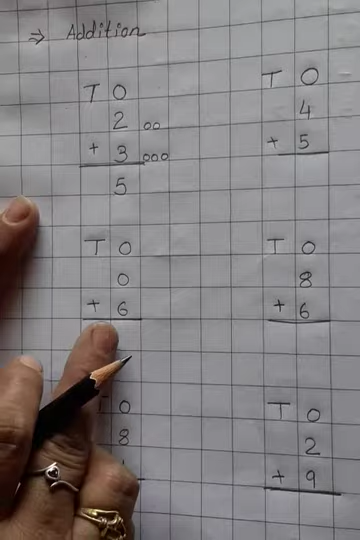 ⇒ Addition
T O
2 oo
+ 3 ooo
5
T O
4
+ 5
T O
0
+ 6
T O
8
+ 6
T O
8
T O
2
+ 9